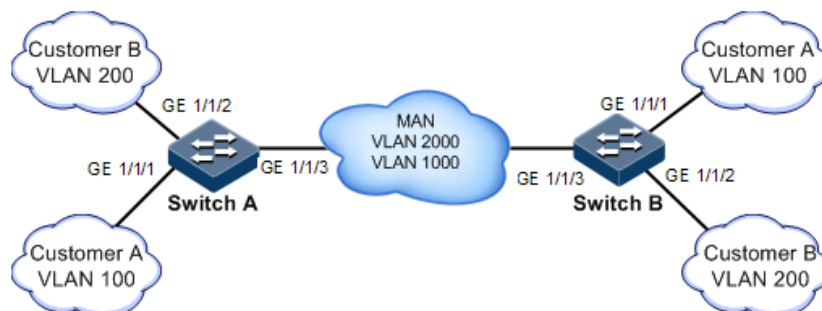 Customer B
VLAN 200
Customer A
VLAN 100
GE 1/1/2
GE 1/1/1
MAN
VLAN 2000
VLAN 1000
GE 1/1/1
GE 1/1/3
GE 1/1/3
GE 1/1/2
Switch A
Switch B
Customer A
VLAN 100
Customer B
VLAN 200